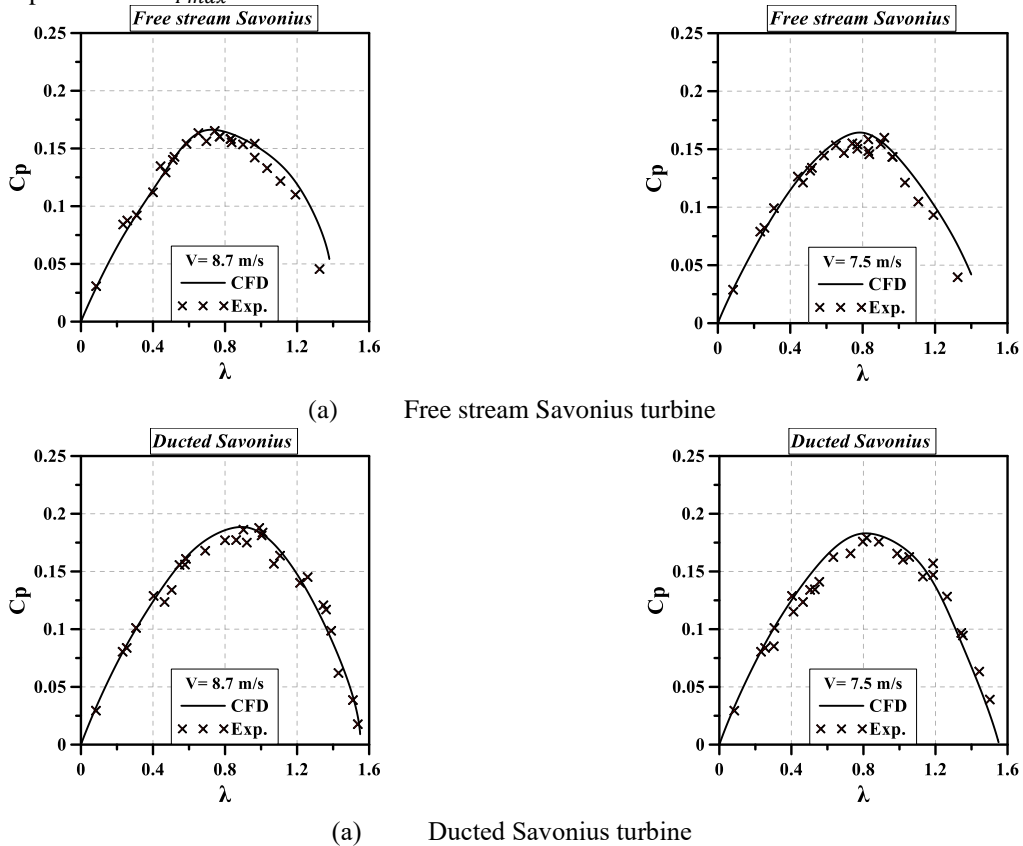 Free stream Savonius Free stream Savonius
0.25 0.25
0.2 0.2
0.15 0.15
Cp Cp
0.1 0.1
0.05 0.05
V= 8.7 m/s V= 7.5 m/s
CFD CFD
Exp. Exp.
0 0
0 0.4 0.8 1.2 1.6 0 0.4 0.8 1.2 1.6
λ λ
(a) Free stream Savonius turbine
Ducted Savonius Ducted Savonius
0.25 0.25
0.2 0.2
0.15 0.15
Cp Cp
0.1 0.1
0.05 0.05
V= 8.7 m/s V= 7.5 m/s
CFD CFD
Exp. Exp.
0 0
0 0.4 0.8 1.2 1.6 0 0.4 0.8 1.2 1.6
λ λ
(a) Ducted Savonius turbine